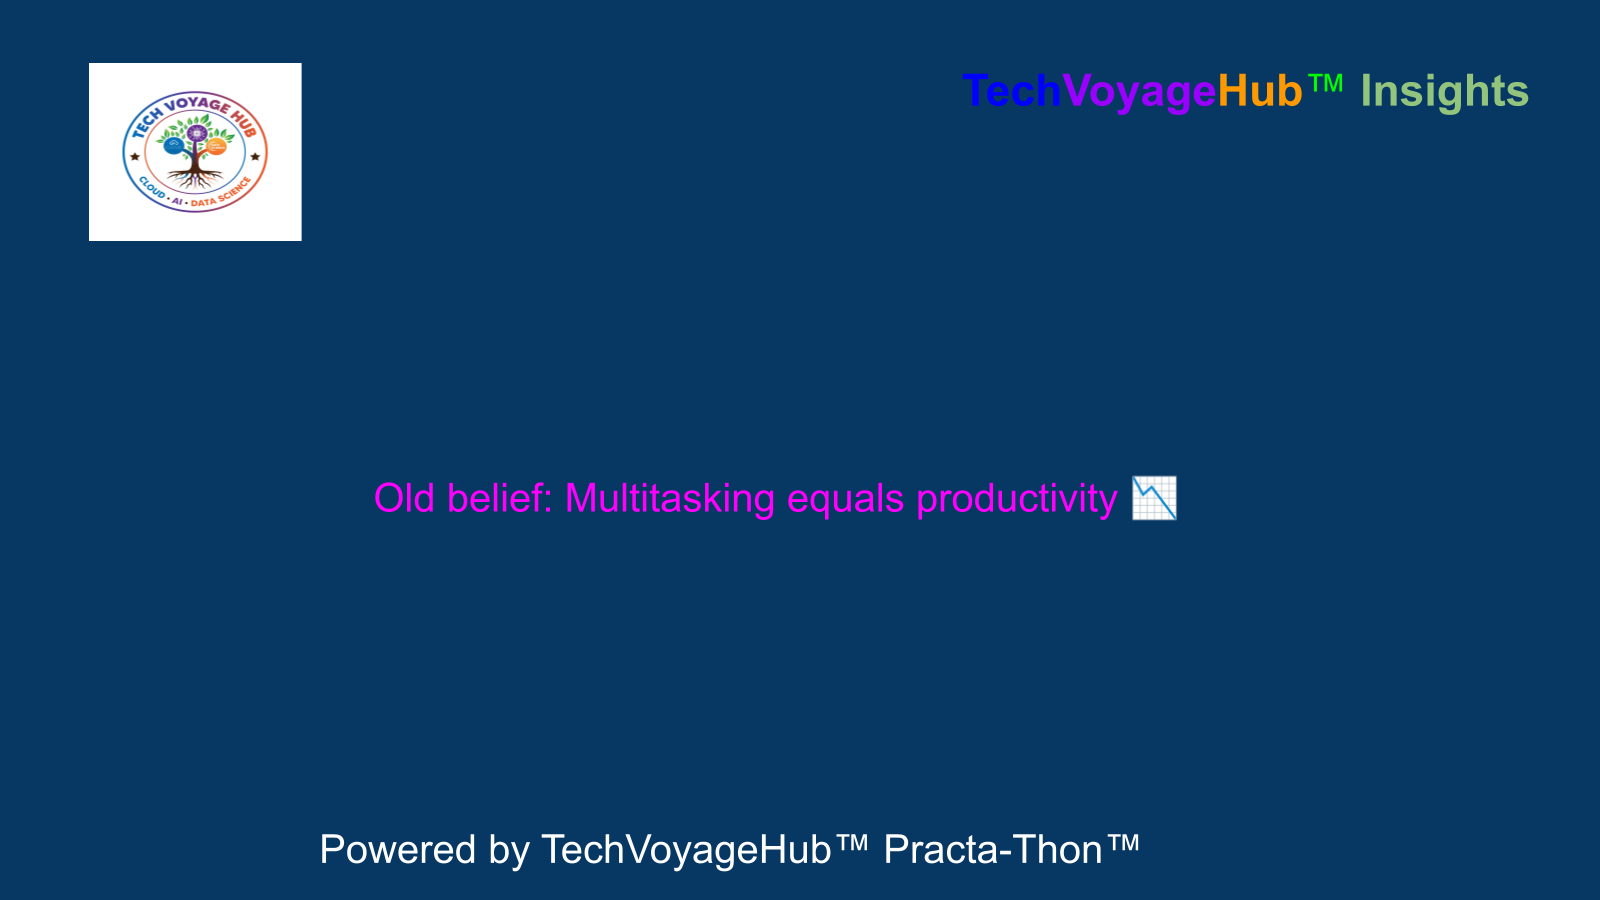 TECH VOYAGE HUB
CLOUD • AI • DATA SCIENCE
TechVoyageHub™ Insights
Old belief: Multitasking equals productivity 📉
Powered by TechVoyageHub™ Practa-Thon™